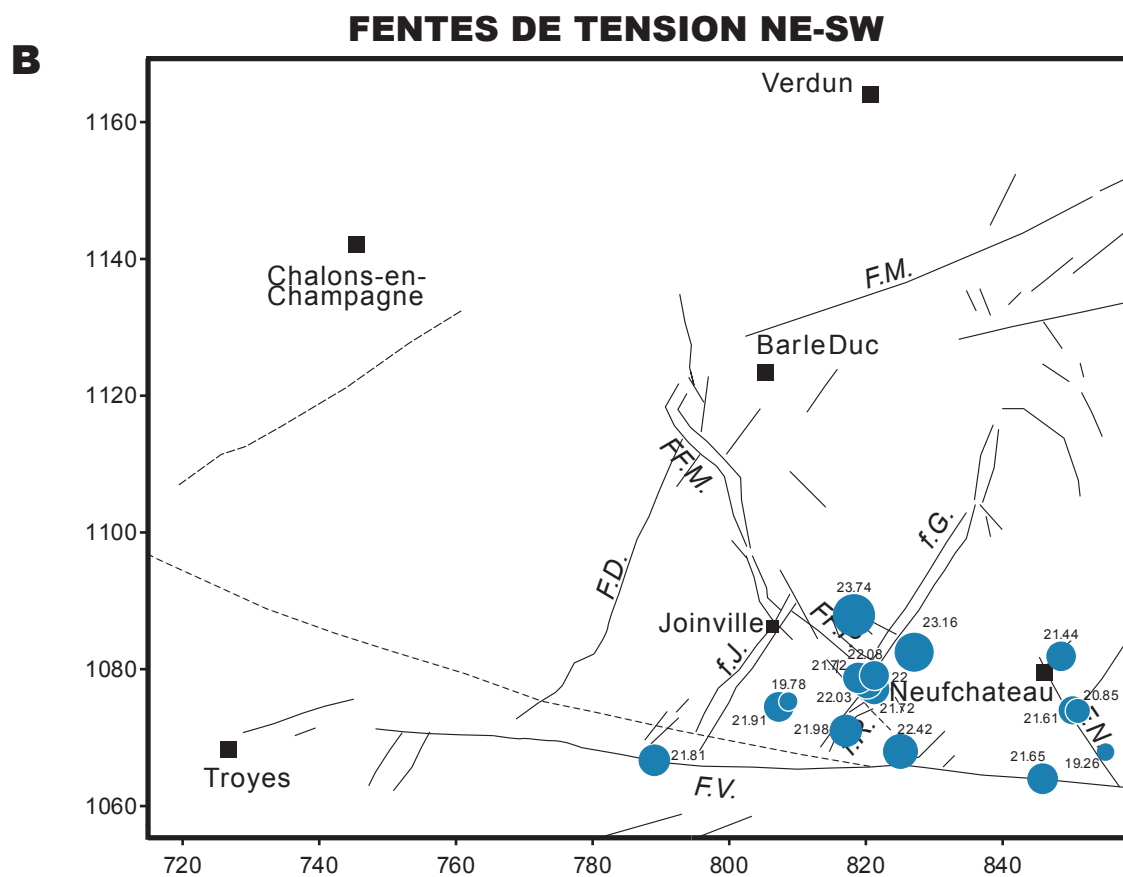 FENTES DE TENSION NE-SW
B
Verdun
1160
Chalons-en-
Champagne
1140
F.M.
BarleDuc
1120
F.F.M.
1100
f.G.
F.D.
23.74
Joinville
23.16
f.J.
22.08
21.44
1080
21.72
19.78
22
Neufchateau
20.85
22.03
21.72
21.91
21.98
21.61
22.42
21.81
21.65
19.26
F.V.
Troyes
1060
720
740
760
780
800
820
840